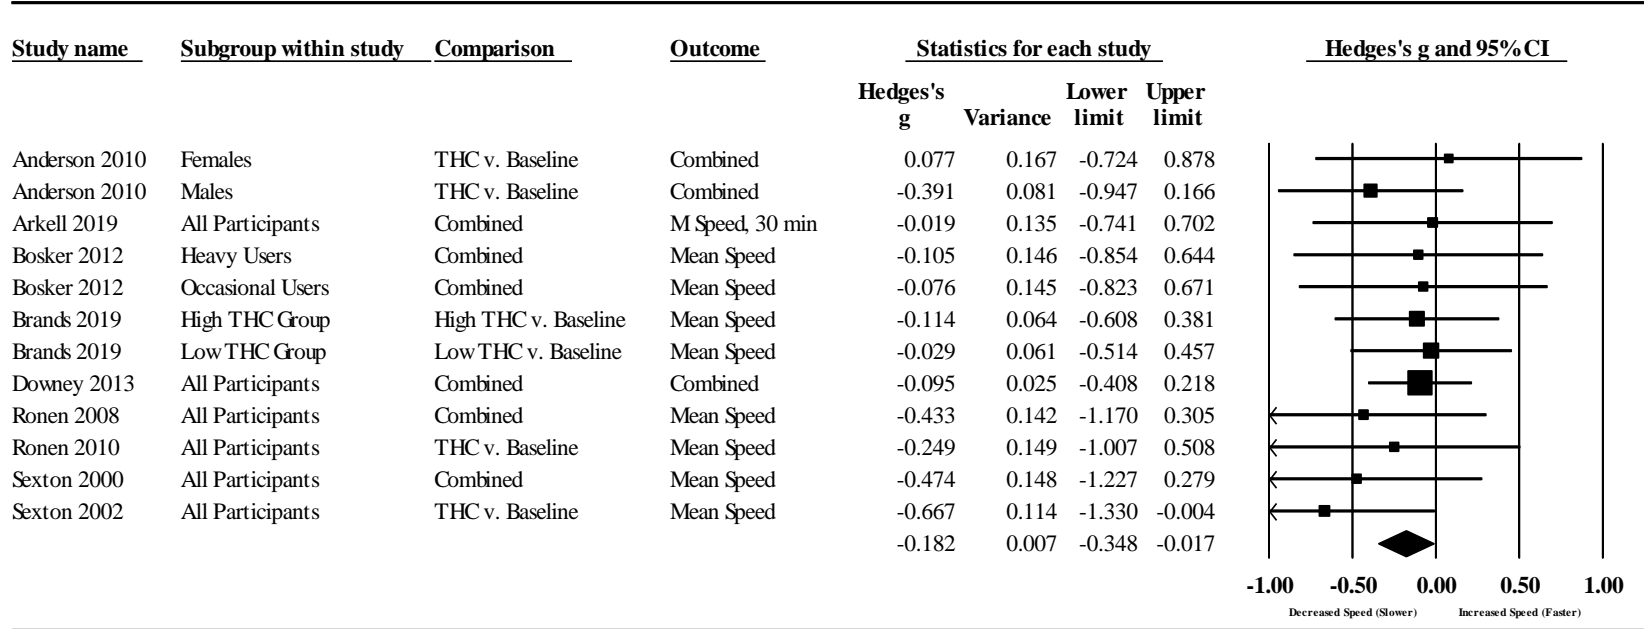 Study name Subgroup within study Comparison Outcome Statistics for each study Hedges's g and 95% CI
Hedges's Lower Upper
g Variance limit limit
Anderson 2010 Females THC v. Baseline Combined 0.077 0.167 -0.724 0.878
Anderson 2010 Males THC v. Baseline Combined -0.391 0.081 -0.947 0.166
Arkell 2019 All Participants Combined M Speed, 30 min -0.019 0.135 -0.741 0.702
Bosker 2012 Heavy Users Combined Mean Speed -0.105 0.146 -0.854 0.644
Bosker 2012 Occasional Users Combined Mean Speed -0.076 0.145 -0.823 0.671
Brands 2019 High THC Group High THC v. Baseline Mean Speed -0.114 0.064 -0.608 0.381
Brands 2019 Low THC Group Low THC v. Baseline Mean Speed -0.029 0.061 -0.514 0.457
Downey 2013 All Participants Combined Combined -0.095 0.025 -0.408 0.218
Ronen 2008 All Participants Combined Mean Speed -0.433 0.142 -1.170 0.305
Ronen 2010 All Participants THC v. Baseline Mean Speed -0.249 0.149 -1.007 0.508
Sexton 2000 All Participants Combined Mean Speed -0.474 0.148 -1.227 0.279
Sexton 2002 All Participants THC v. Baseline Mean Speed -0.667 0.114 -1.330 -0.004
-0.182 0.007 -0.348 -0.017
-1.00 -0.50 0.00 0.50 1.00
Decreased Speed (Slower) Increased Speed (Faster)